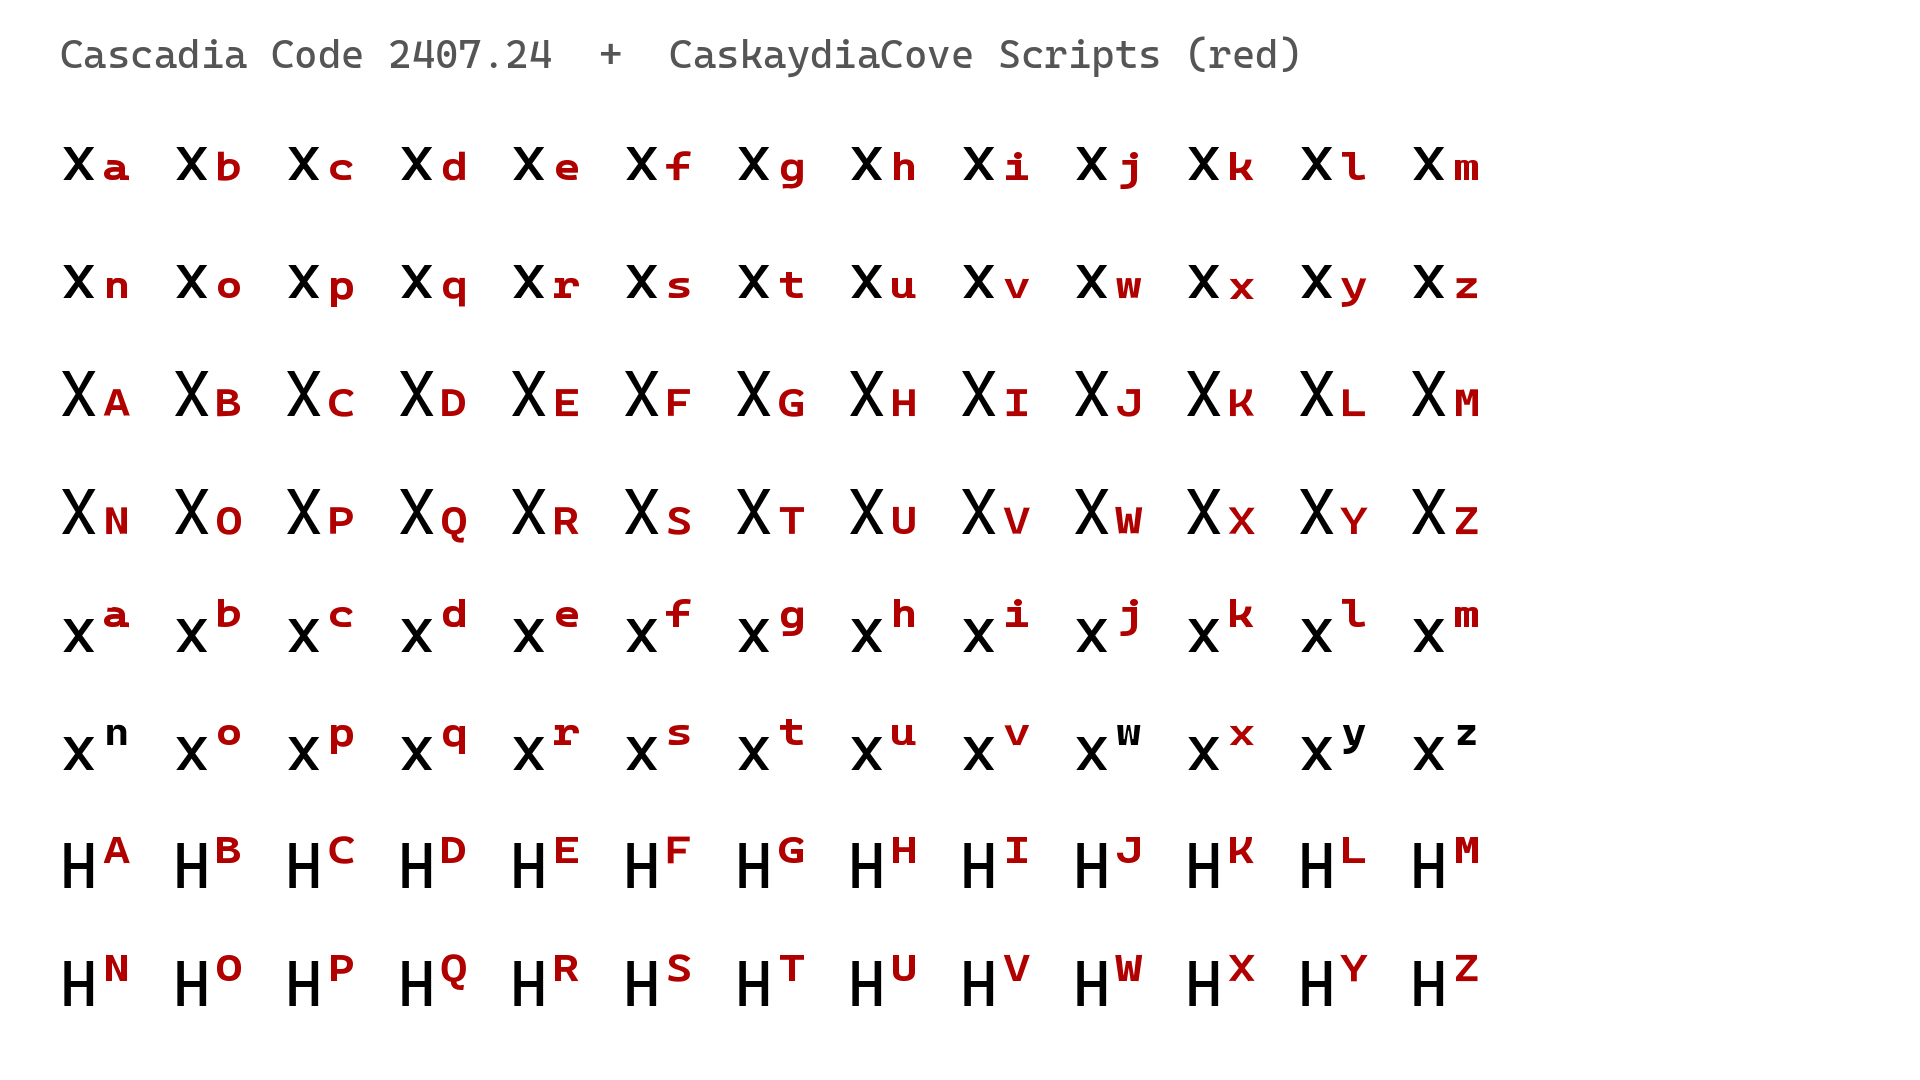 Cascadia Code 2407.24 + CaskaydiaCove Scripts (red)
xa xb xc xd xe xf xg xh xi xj xk xl xm
xn xo xp xq xr xs xt xu xv xw xx xy xz
XA XB XC XD XE XF XG XH XI XJ XK XL XM
XN XO XP XQ XR XS XT XU XV XW XX XY XZ
xᵃ xᵇ xᶜ xᵈ xᵉ xᶠ xᵍ xʰ xⁱ xʲ xᵏ xˡ xᵐ
xⁿ xᵒ xᵖ x𐞥 xʳ xˢ xᵗ xᵘ xᵛ xʷ xˣ xʸ xᶻ
HA HB HC HD HE HF HG HH HI HJ HK HL HM
HN HO HP HQ HR HS HT HU HV HW HX HY HZ